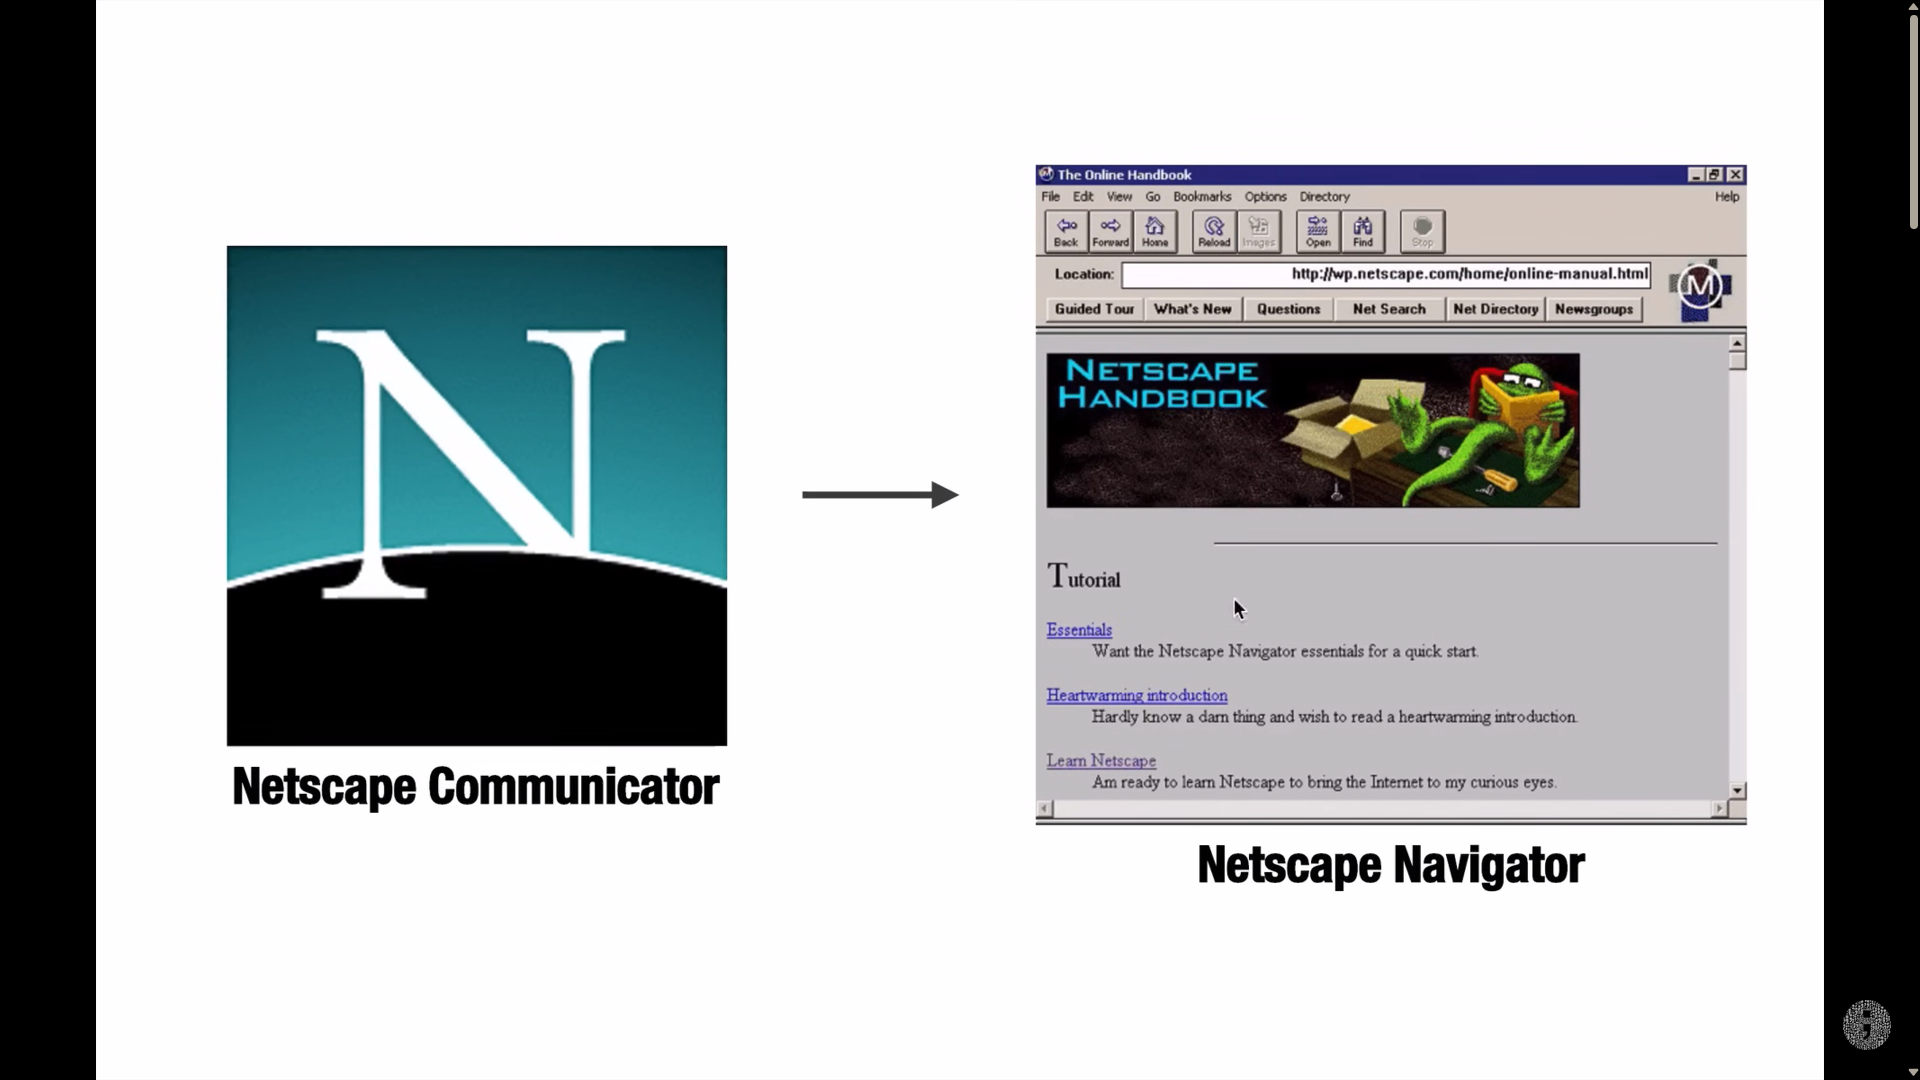 N
Netscape Communicator
The Online Handbook
File Edit View Go Bookmarks Options Directory Help
Back Forward Home Reload Images Open Find Stop
Location: http://wp.netscape.com/home/online-manual.html
M
Guided Tour What's New Questions Net Search Net Directory Newsgroups
NETSCAPE
HANDBOOK
Tutorial
Essentials
Want the Netscape Navigator essentials for a quick start.
Heartwarming introduction
Hardly know a darn thing and wish to read a heartwarming introduction.
Learn Netscape
Am ready to learn Netscape to bring the Internet to my curious eyes.
Netscape Navigator